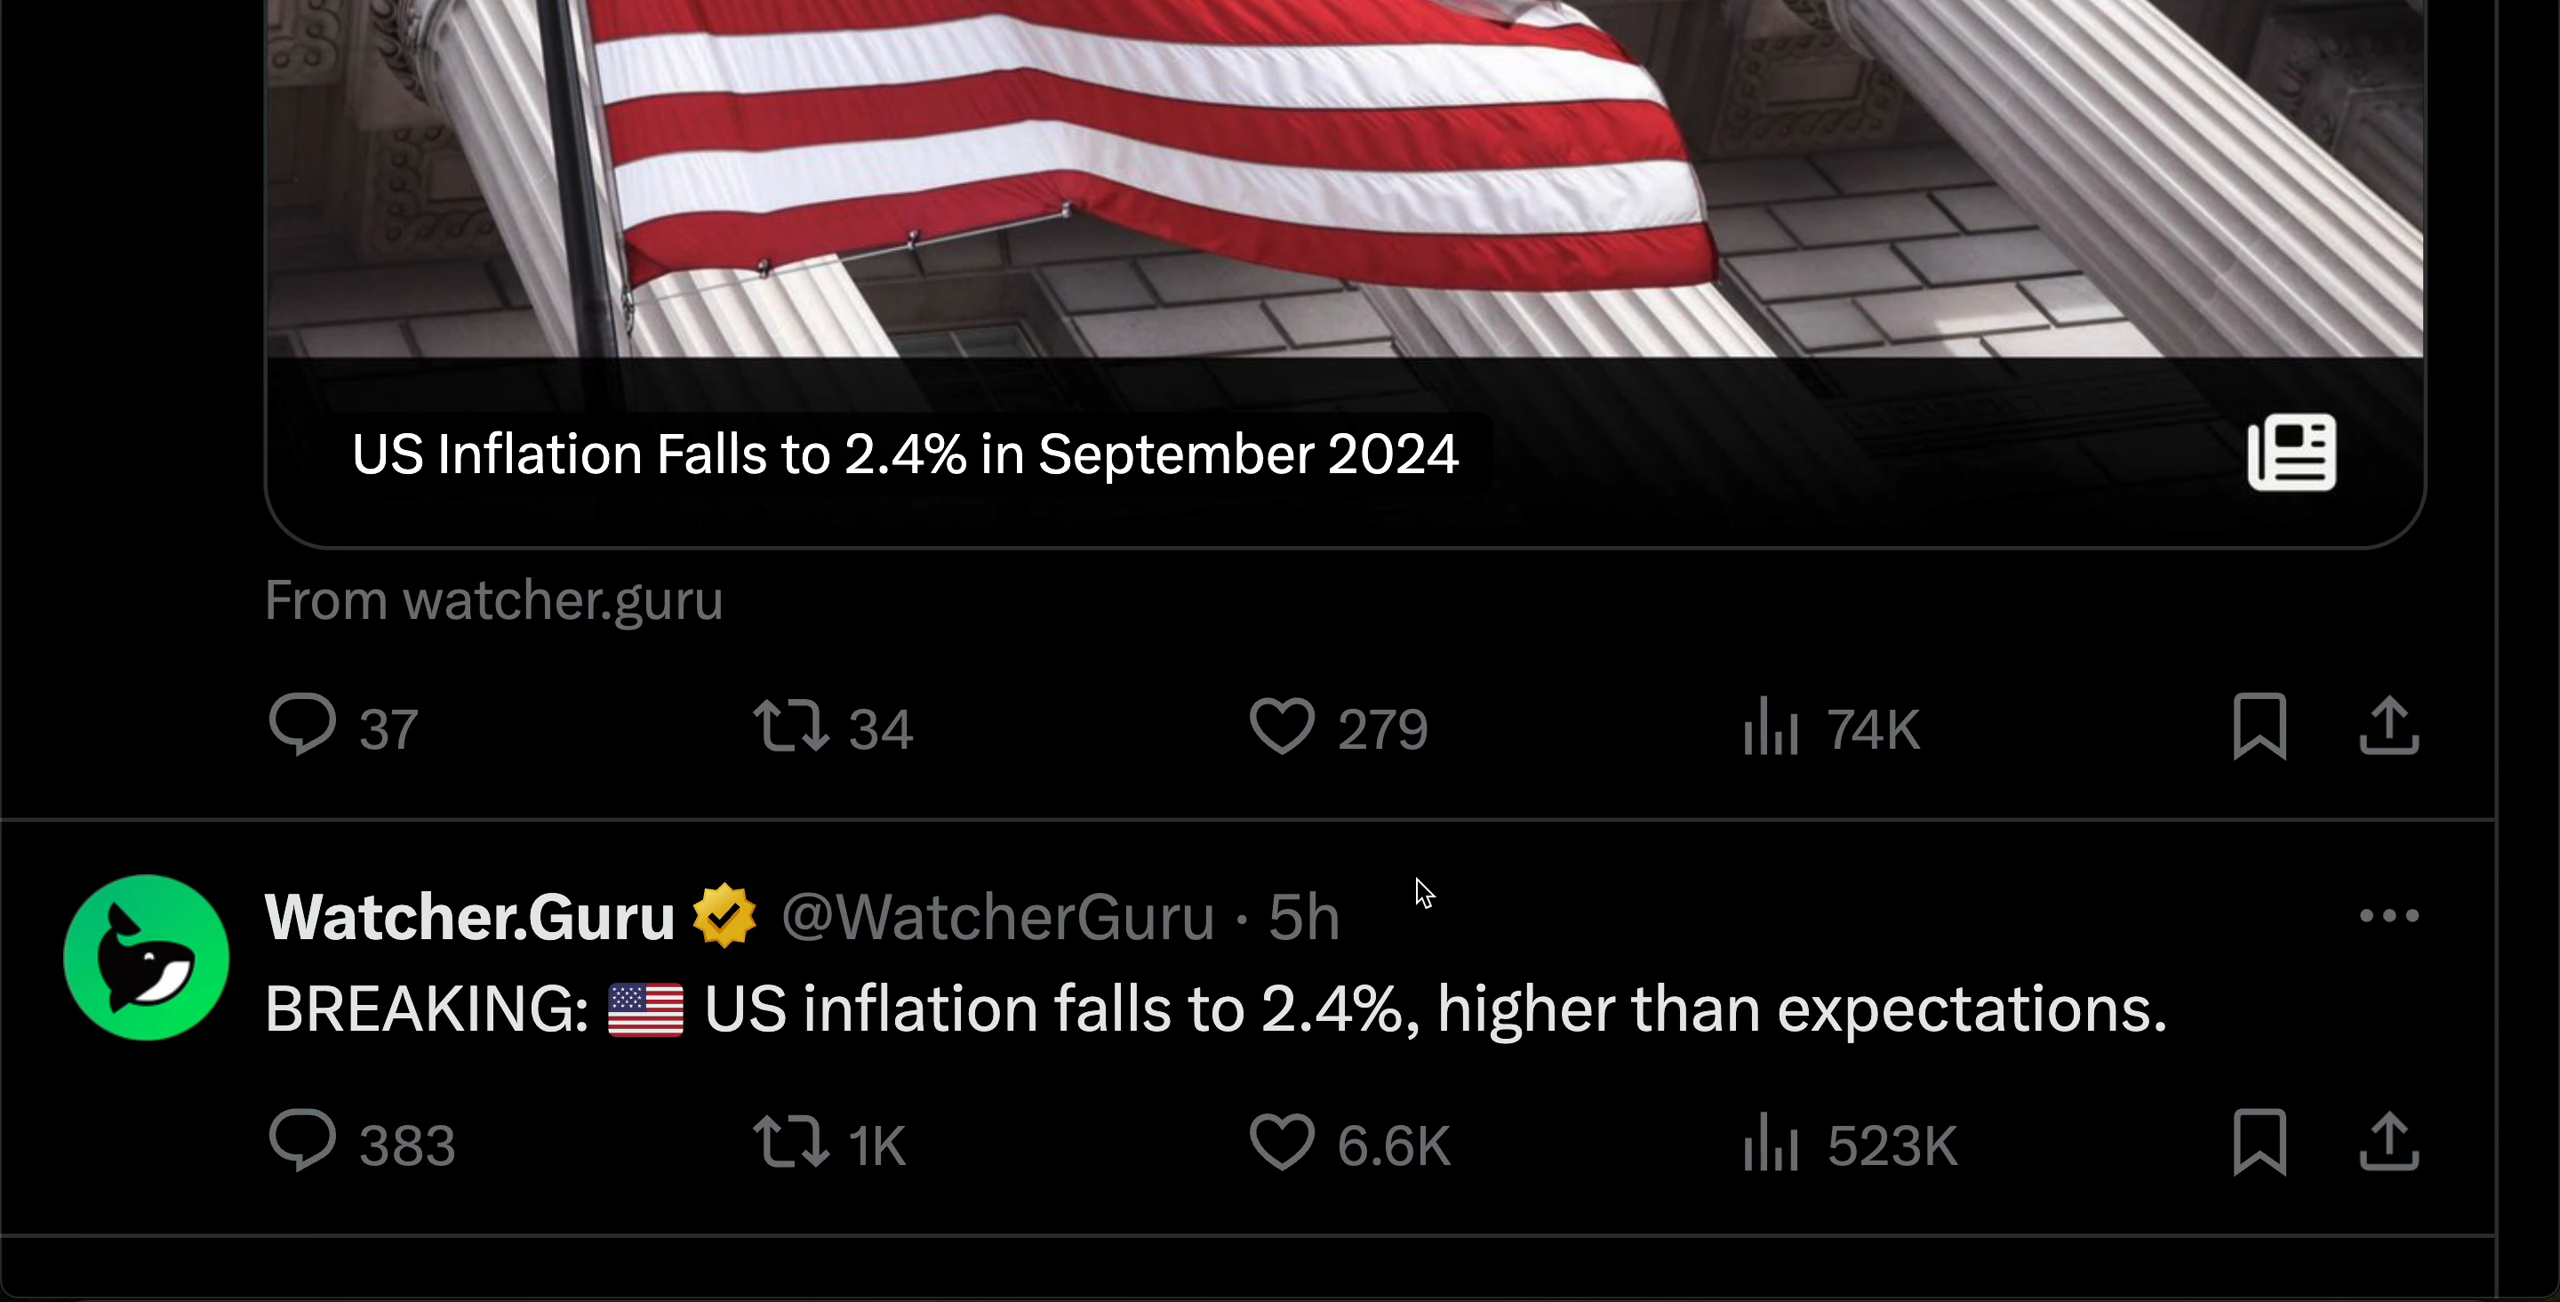 US Inflation Falls to 2.4% in September 2024
From watcher.guru
37 34 279 74K
Watcher.Guru @WatcherGuru · 5h
BREAKING: 🇺🇸 US inflation falls to 2.4%, higher than expectations.
383 1K 6.6K 523K